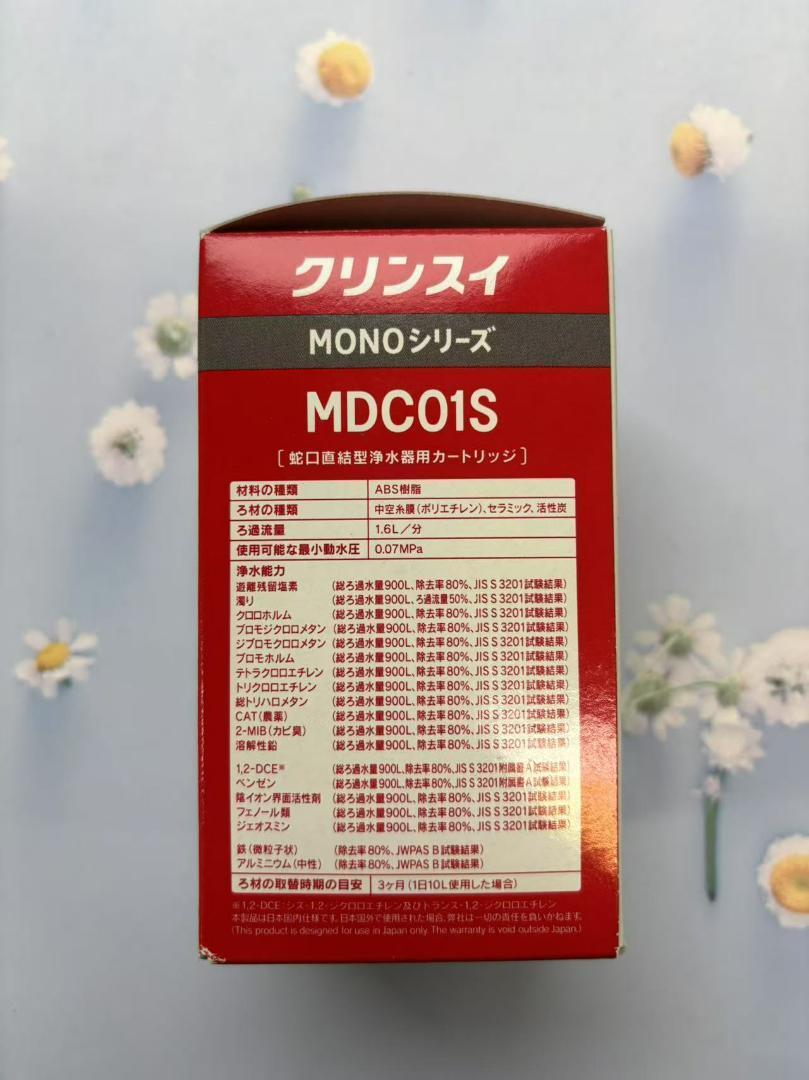 クリンスイ
MONOシリーズ
MDC01S
[蛇口直結型浄水器用カートリッジ]
材料の種類 ABS樹脂
ろ材の種類 中空糸膜(ポリエチレン)、セラミック、活性炭
ろ過流量 1.6L/分
使用可能な最小動水圧 0.07MPa
浄水能力
遊離残留塩素 (総ろ過水量900L、除去率80%、JIS S 3201試験結果)
濁り (総ろ過水量900L、ろ過流量50%、JIS S 3201試験結果)
クロロホルム (総ろ過水量900L、除去率80%、JIS S 3201試験結果)
ブロモジクロロメタン (総ろ過水量900L、除去率80%、JIS S 3201試験結果)
ジブロモクロロメタン (総ろ過水量900L、除去率80%、JIS S 3201試験結果)
ブロモホルム (総ろ過水量900L、除去率80%、JIS S 3201試験結果)
テトラクロロエチレン (総ろ過水量900L、除去率80%、JIS S 3201試験結果)
トリクロロエチレン (総ろ過水量900L、除去率80%、JIS S 3201試験結果)
総トリハロメタン (総ろ過水量900L、除去率80%、JIS S 3201試験結果)
CAT(農薬) (総ろ過水量900L、除去率80%、JIS S 3201試験結果)
2-MIB(カビ臭) (総ろ過水量900L、除去率80%、JIS S 3201試験結果)
溶解性鉛 (総ろ過水量900L、除去率80%、JIS S 3201試験結果)
1,2-DCE※ (総ろ過水量900L、除去率80%、JIS S 3201附属書A試験結果)
ベンゼン (総ろ過水量900L、除去率80%、JIS S 3201附属書A試験結果)
陰イオン界面活性剤 (総ろ過水量900L、除去率80%、JIS S 3201試験結果)
フェノール類 (総ろ過水量900L、除去率80%、JIS S 3201試験結果)
ジェオスミン (総ろ過水量900L、除去率80%、JIS S 3201試験結果)
鉄(微粒子状) (除去率80%、JWPAS B試験結果)
アルミニウム(中性) (除去率80%、JWPAS B試験結果)
ろ材の取替時期の目安 3ヶ月(1日10L使用した場合)
※1,2-DCE:シス-1,2-ジクロロエチレン及びトランス-1,2-ジクロロエチレン
本製品は日本国内仕様です。日本国外で使用された場合、弊社は一切の責任を負いかねます。
(This product is designed for use in Japan only. The warranty is void outside Japan.)